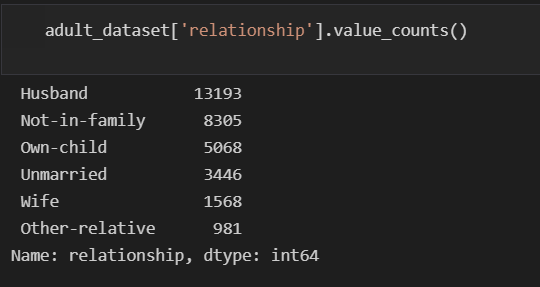 adult_dataset['relationship'].value_counts()
Husband 13193
Not-in-family 8305
Own-child 5068
Unmarried 3446
Wife 1568
Other-relative 981
Name: relationship, dtype: int64